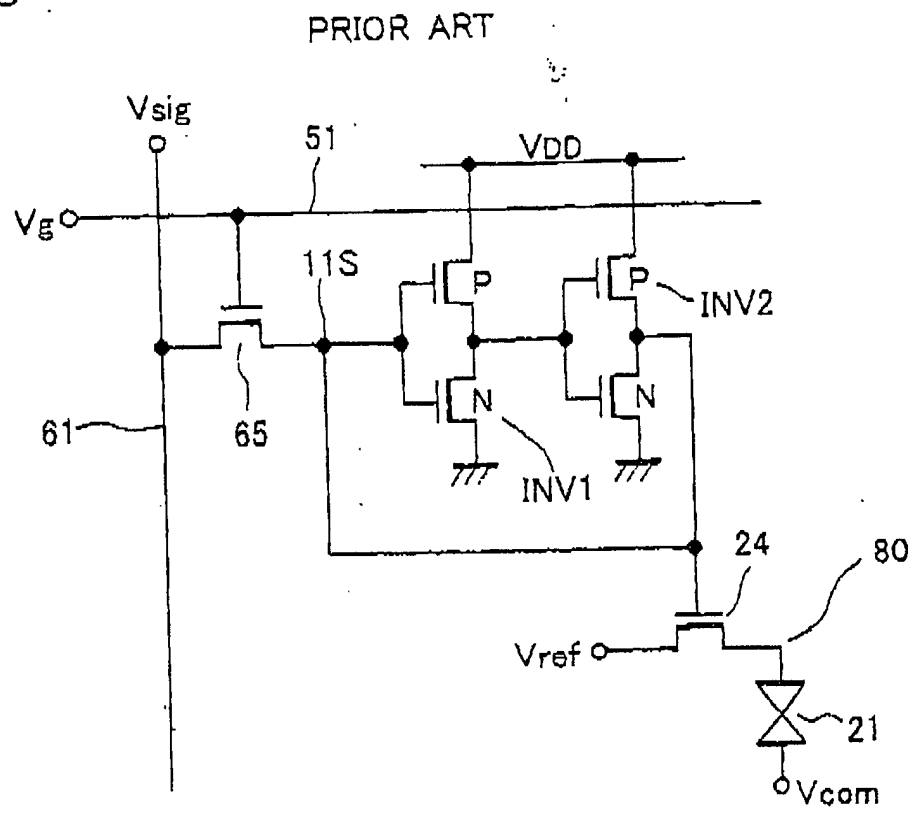 PRIOR ART
Vsig
51
VDD
Vg
11S
P
P
INV2
65
N
N
61
INV1
24
80
Vref
21
Vcom